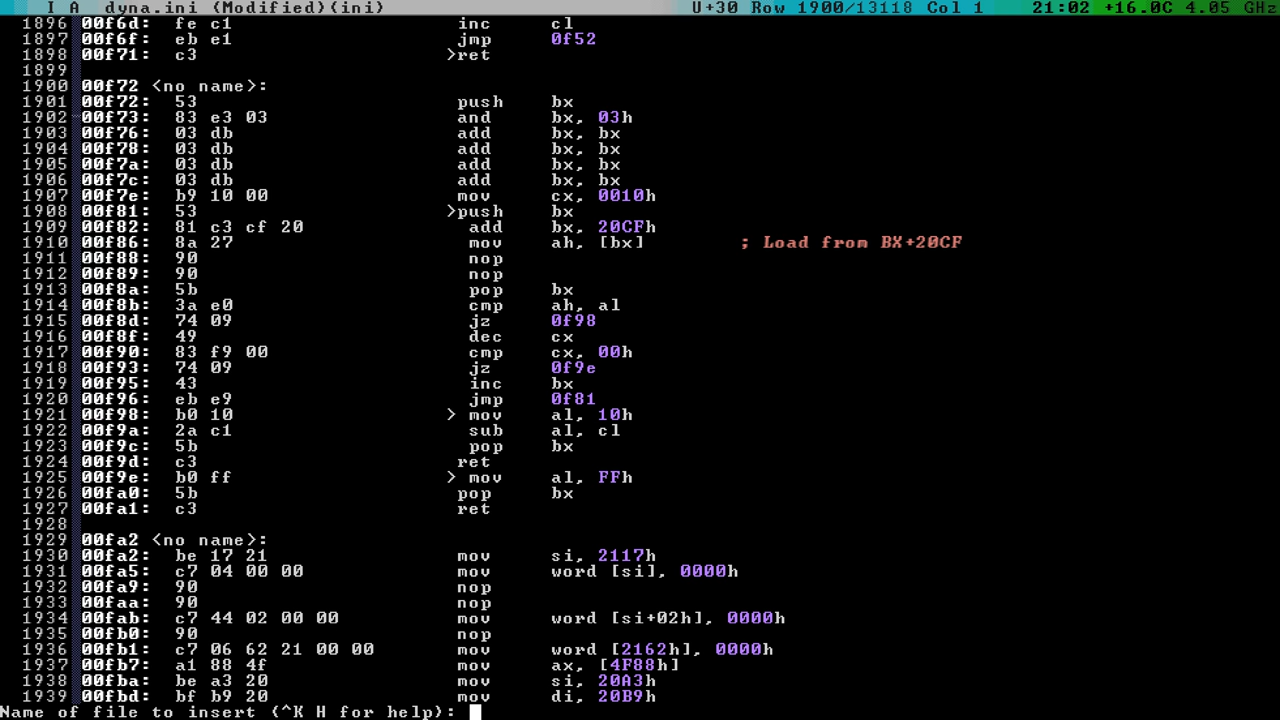 I A dyna.ini (Modified)(ini) U+30 Row 1900/13118 Col 1 21:02 +16.0C 4.05 GHz
1896 00f6d: fe c1 inc cl
1897 00f6f: eb e1 jmp 0f52
1898 00f71: c3 >ret
1899
1900 00f72 <no name>:
1901 00f72: 53 push bx
1902 00f73: 83 e3 03 and bx, 03h
1903 00f76: 03 db add bx, bx
1904 00f78: 03 db add bx, bx
1905 00f7a: 03 db add bx, bx
1906 00f7c: 03 db add bx, bx
1907 00f7e: b9 10 00 mov cx, 0010h
1908 00f81: 53 >push bx
1909 00f82: 81 c3 cf 20 add bx, 20CFh
1910 00f86: 8a 27 mov ah, [bx] ; Load from BX+20CF
1911 00f88: 90 nop
1912 00f89: 90 nop
1913 00f8a: 5b pop bx
1914 00f8b: 3a e0 cmp ah, al
1915 00f8d: 74 09 jz 0f98
1916 00f8f: 49 dec cx
1917 00f90: 83 f9 00 cmp cx, 00h
1918 00f93: 74 09 jz 0f9e
1919 00f95: 43 inc bx
1920 00f96: eb e9 jmp 0f81
1921 00f98: b0 10 > mov al, 10h
1922 00f9a: 2a c1 sub al, cl
1923 00f9c: 5b pop bx
1924 00f9d: c3 ret
1925 00f9e: b0 ff > mov al, FFh
1926 00fa0: 5b pop bx
1927 00fa1: c3 ret
1928
1929 00fa2 <no name>:
1930 00fa2: be 17 21 mov si, 2117h
1931 00fa5: c7 04 00 00 mov word [si], 0000h
1932 00fa9: 90 nop
1933 00faa: 90 nop
1934 00fab: c7 44 02 00 00 mov word [si+02h], 0000h
1935 00fb0: 90 nop
1936 00fb1: c7 06 62 21 00 00 mov word [2162h], 0000h
1937 00fb7: a1 88 4f mov ax, [4F88h]
1938 00fba: be a3 20 mov si, 20A3h
1939 00fbd: bf b9 20 mov di, 20B9h
Name of file to insert (^K H for help):